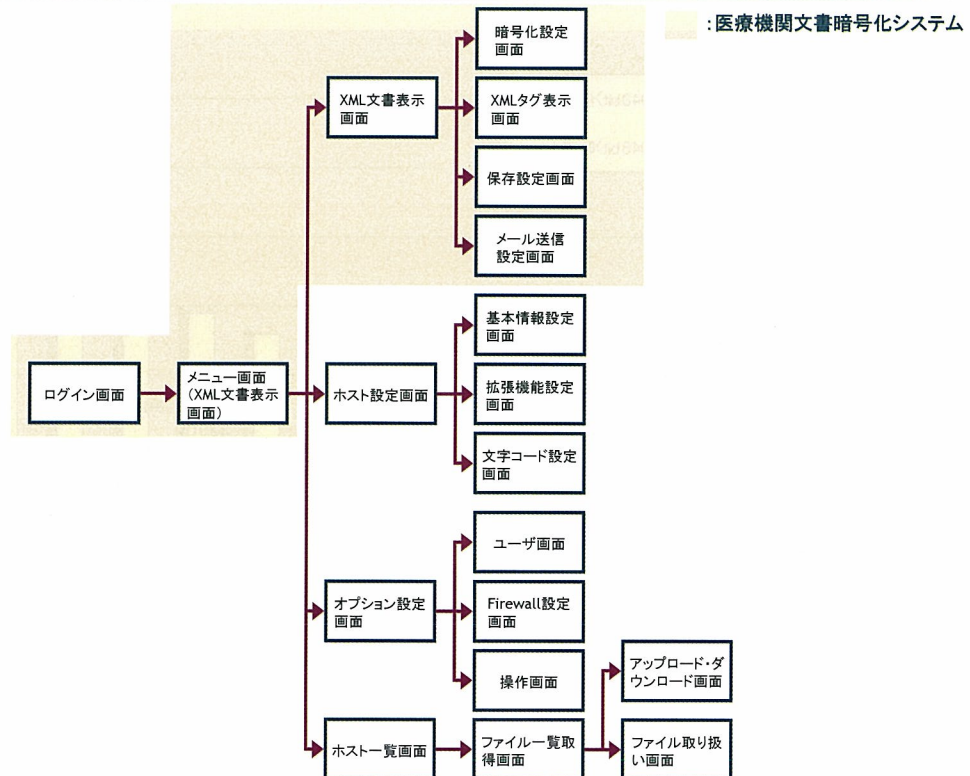 :医療機関文書暗号化システム
暗号化設定
画面
XML文書表示
画面
XMLタグ表示
画面
保存設定画面
メール送信
設定画面
基本情報設定
画面
ログイン画面
メニュー画面
(XML文書表示
画面)
ホスト設定画面
拡張機能設定
画面
文字コード設定
画面
ユーザ画面
オプション設定
画面
Firewall設定
画面
操作画面
アップロード・ダ
ウンロード画面
ホスト一覧画面
ファイル一覧取
得画面
ファイル取り扱
い画面